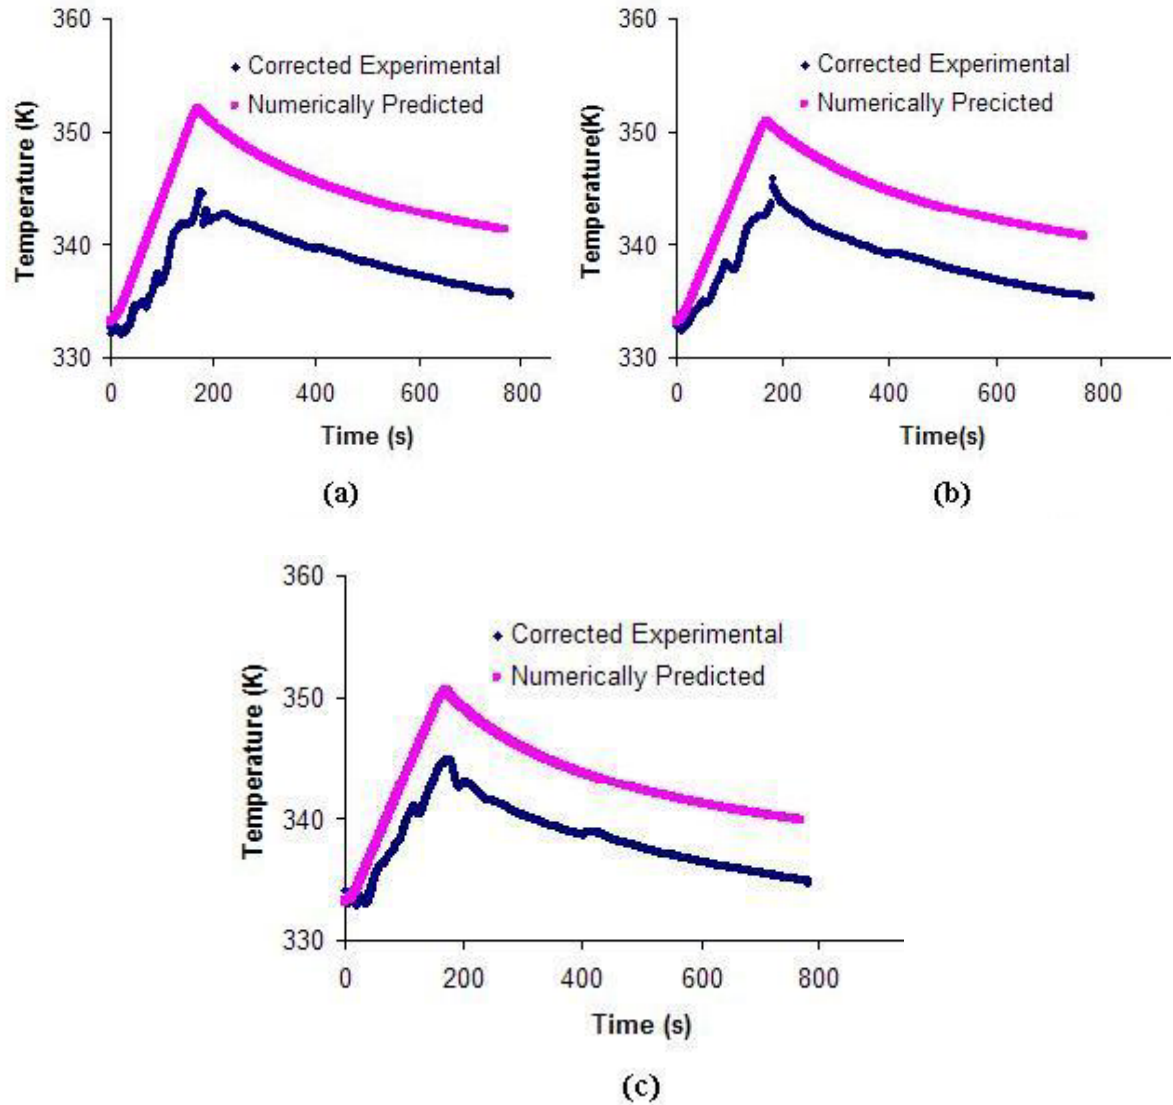 360
Corrected Experimental
Numerically Predicted
350
340
330
Temperature (K)
0 200 400 600 800
Time (s)
(a)
360
Corrected Experimental
Numerically Precicted
350
340
330
Temperature(K)
0 200 400 600 800
Time(s)
(b)
360
Corrected Experimental
Numerically Predicted
350
340
330
Temperature (K)
0 200 400 600 800
Time (s)
(c)